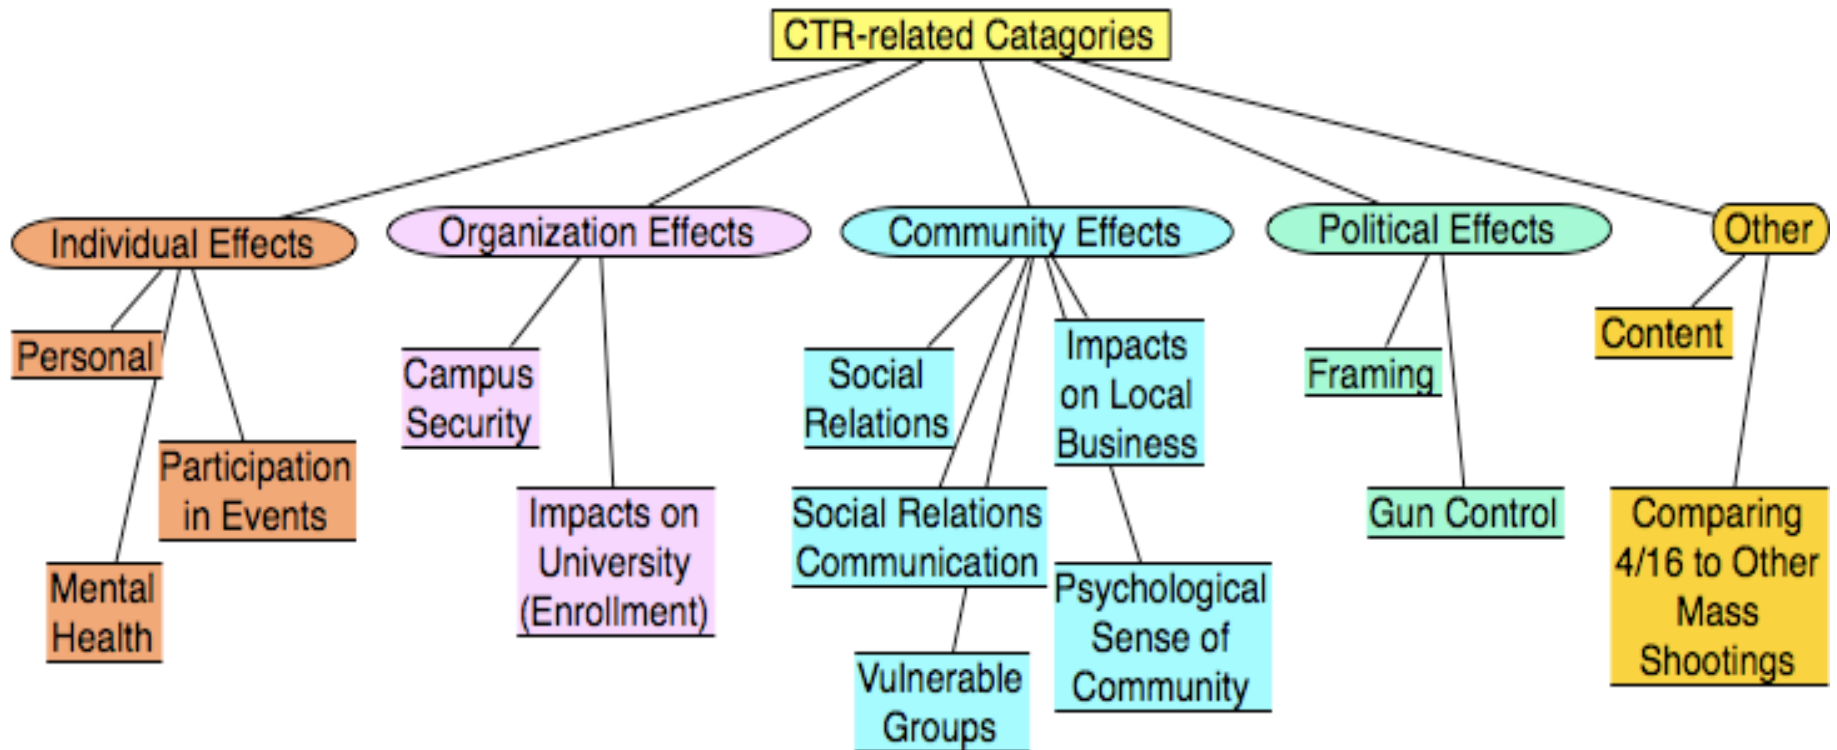 CTR-related Catagories
Individual Effects
Organization Effects
Community Effects
Political Effects
Other
Personal
Participation
in Events
Mental
Health
Campus
Security
Impacts on
University
(Enrollment)
Social
Relations
Impacts
on Local
Business
Social Relations
Communication
Psychological
Sense of
Community
Vulnerable
Groups
Framing
Gun Control
Content
Comparing
4/16 to Other
Mass
Shootings